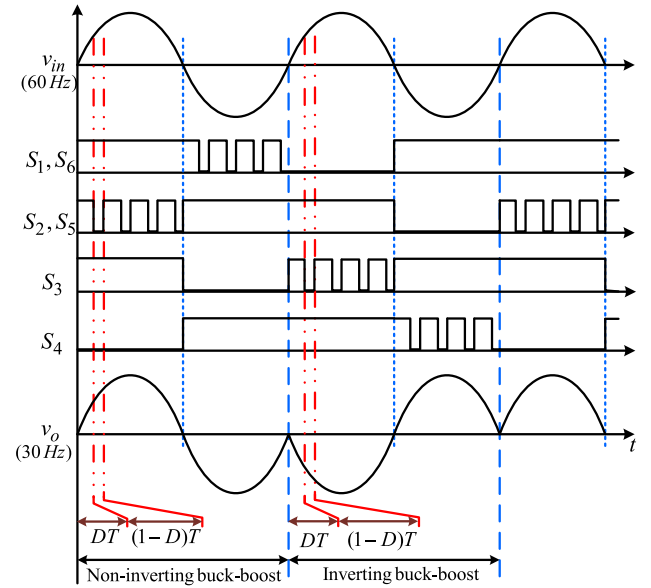 v_in
(60 Hz)
S_1, S_6
S_2, S_5
S_3
S_4
v_o
(30 Hz)
t
DT
(1−D)T
DT
(1−D)T
Non-inverting buck-boost
Inverting buck-boost